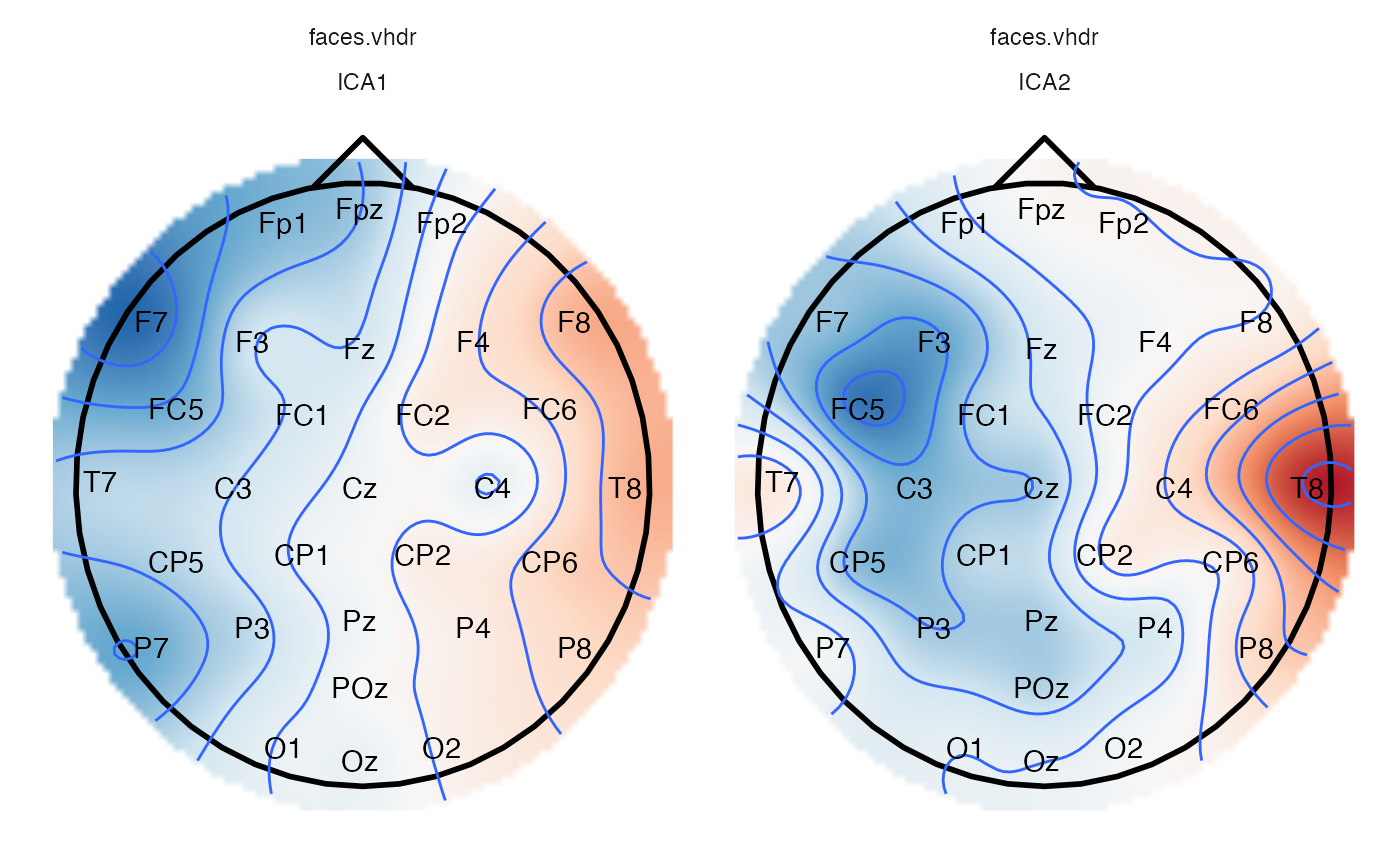 faces.vhdr
ICA1
Fpz
Fp1 Fp2
F7 F8
F3 Fz F4
FC5 FC1 FC2 FC6
T7 C3 Cz C4 T8
CP5 CP1 CP2 CP6
P3 Pz P4
P7 P8
POz
O1 Oz O2
faces.vhdr
ICA2
Fpz
Fp1 Fp2
F7 F8
F3 Fz F4
FC5 FC1 FC2 FC6
T7 C3 Cz C4 T8
CP5 CP1 CP2 CP6
P3 Pz P4
P7 P8
POz
O1 Oz O2